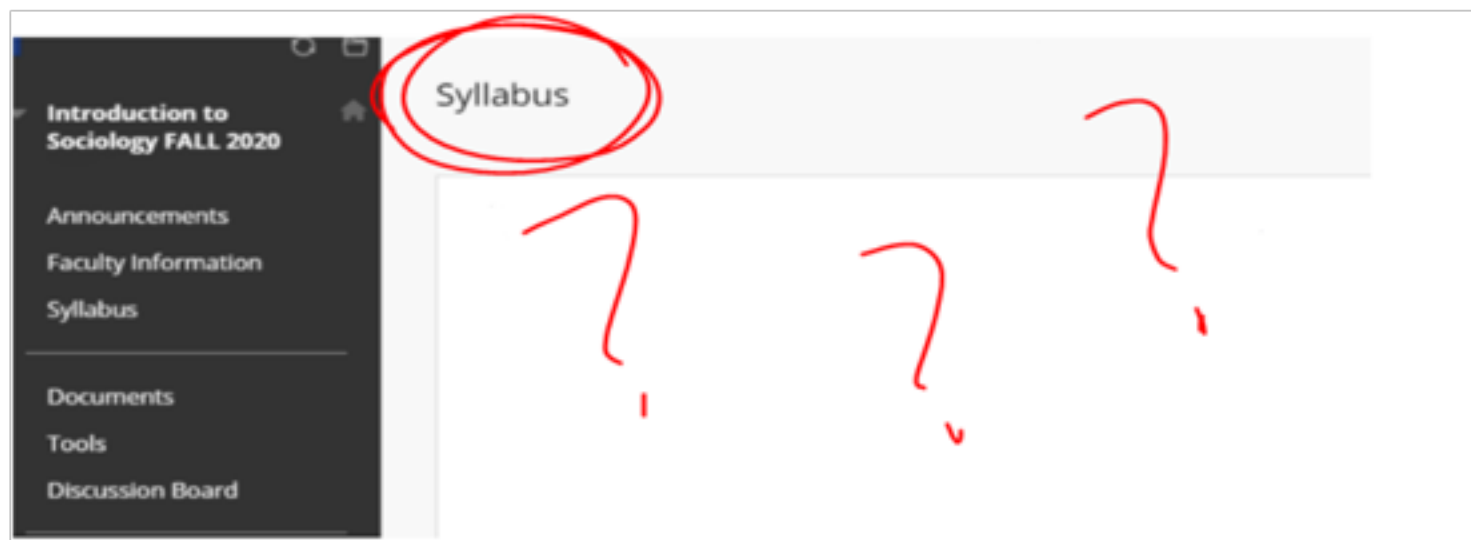 Introduction to
Sociology FALL 2020
Announcements
Faculty Information
Syllabus
Documents
Tools
Discussion Board
Syllabus
? ? ?